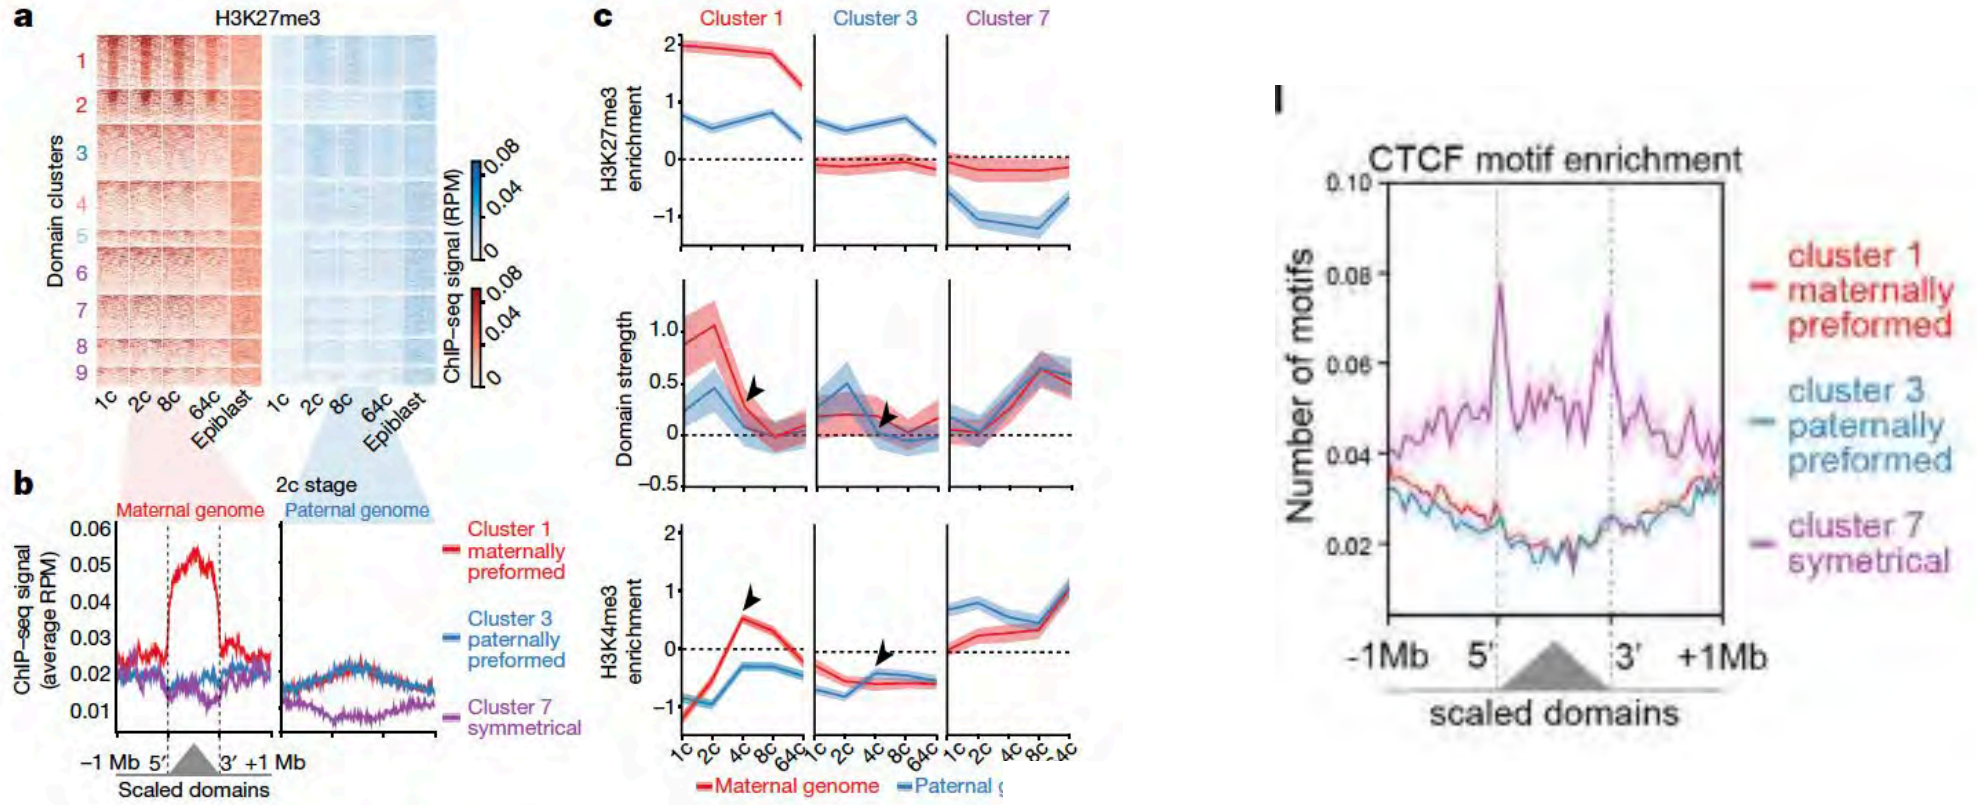 a
H3K27me3
Domain clusters
1
2
3
4
5
6
7
8
9
1c
2c
8c
64c
Epiblast
1c
2c
8c
64c
Epiblast
ChIP–seq signal (RPM)
0.08
0.04
0
0.08
0.04
0
b
2c stage
Maternal genome
Paternal genome
ChIP–seq signal
(average RPM)
0.06
0.05
0.04
0.03
0.02
0.01
–1 Mb 5′ 3′ +1 Mb
Scaled domains
Cluster 1
maternally
preformed
Cluster 3
paternally
preformed
Cluster 7
symmetrical
c
Cluster 1
Cluster 3
Cluster 7
H3K27me3
enrichment
2
1
0
–1
Domain strength
1.0
0.5
0
–0.5
H3K4me3
enrichment
2
1
0
–1
1c
2c
4c
8c
64c
1c
2c
4c
8c
64c
1c
2c
4c
8c
64c
Maternal genome
Paternal
CTCF motif enrichment
Number of motifs
0.10
0.08
0.06
0.04
0.02
-1Mb 5′ 3′ +1Mb
scaled domains
cluster 1
maternally
preformed
cluster 3
paternally
preformed
cluster 7
symetrical